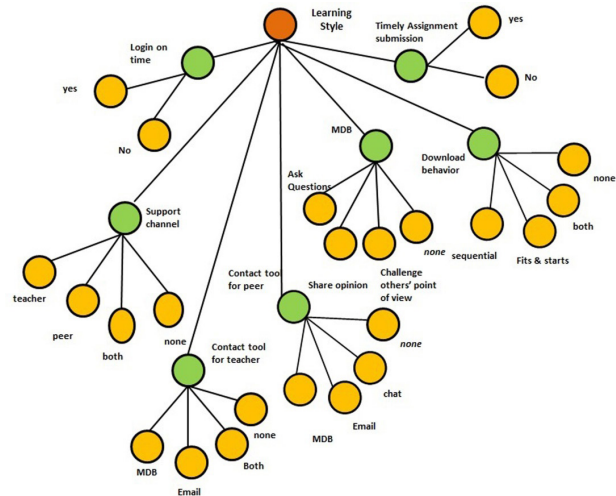 Learning
Style
Timely Assignment
submission
yes
No
Login on
time
yes
No
MDB
Ask
Questions
Share opinion
Challenge
others' point
of view
none
Download
behavior
none
both
Fits & starts
sequential
Support
channel
teacher
peer
both
none
Contact tool
for peer
none
chat
Email
MDB
Contact tool
for teacher
none
Both
Email
MDB